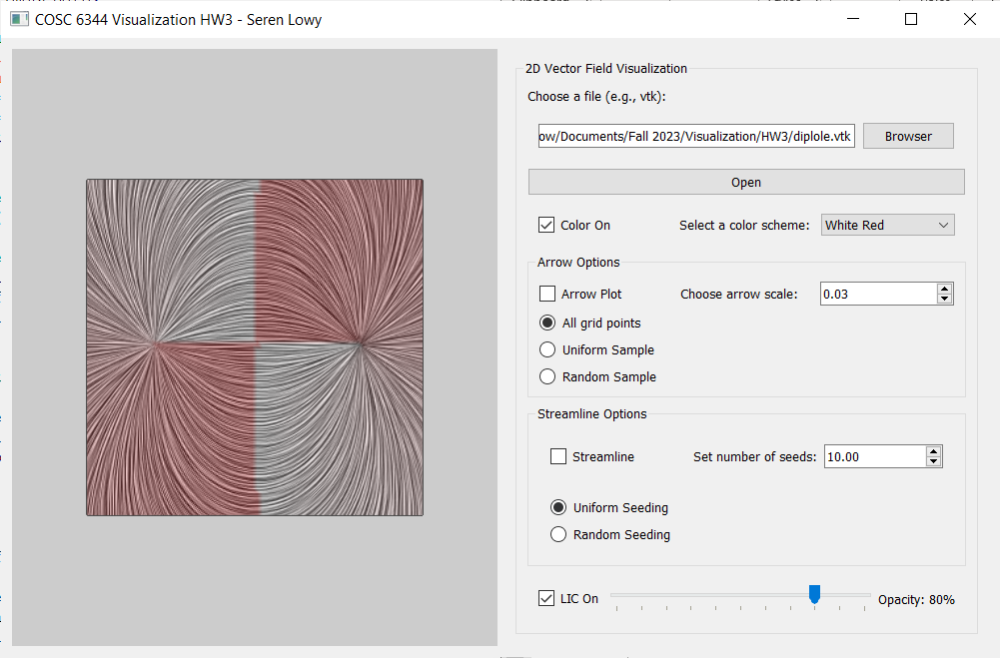 COSC 6344 Visualization HW3 - Seren Lowy
2D Vector Field Visualization
Choose a file (e.g., vtk):
ow/Documents/Fall 2023/Visualization/HW3/diplole.vtk Browser
Open
Color On Select a color scheme: White Red
Arrow Options
Arrow Plot Choose arrow scale: 0.03
All grid points
Uniform Sample
Random Sample
Streamline Options
Streamline Set number of seeds: 10.00
Uniform Seeding
Random Seeding
LIC On Opacity: 80%